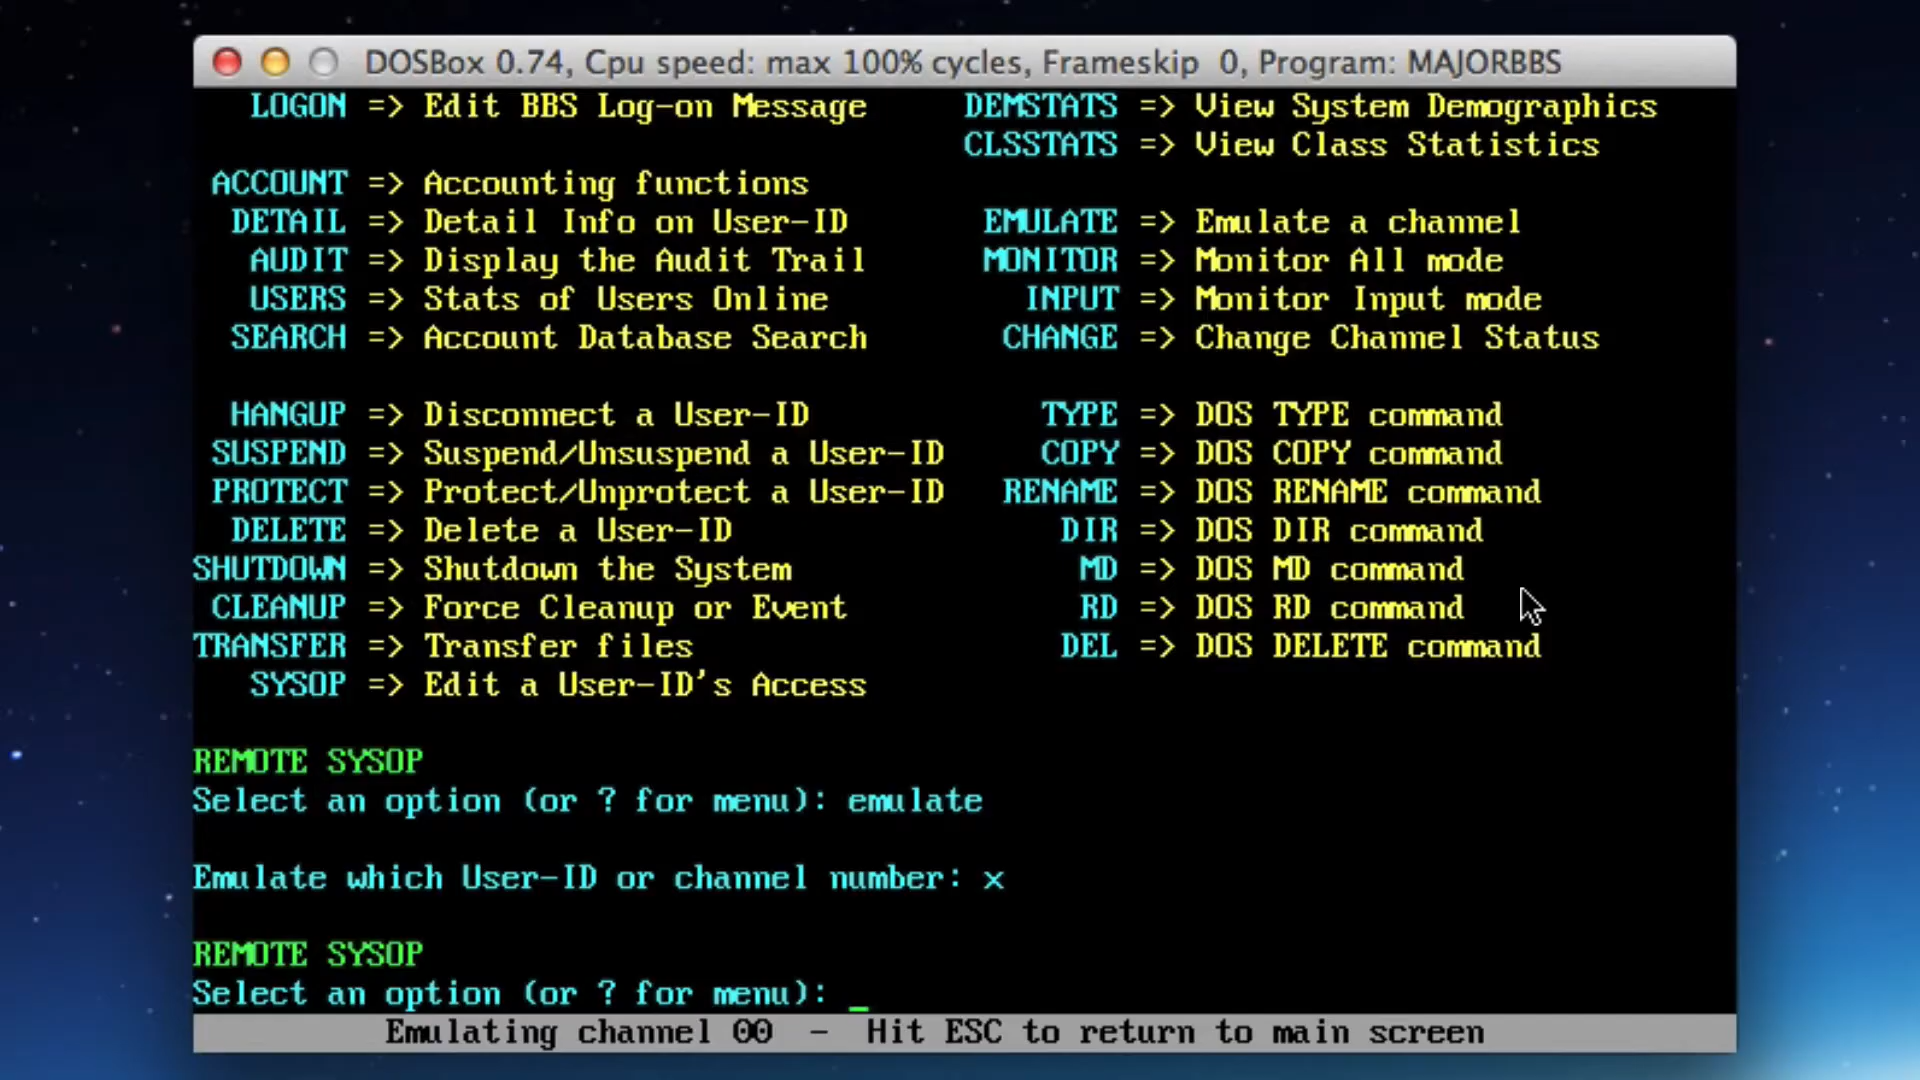 DOSBox 0.74, Cpu speed: max 100% cycles, Frameskip 0, Program: MAJORBBS
LOGON => Edit BBS Log-on Message DEMSTATS => View System Demographics
CLSSTATS => View Class Statistics
ACCOUNT => Accounting functions
DETAIL => Detail Info on User-ID EMULATE => Emulate a channel
AUDIT => Display the Audit Trail MONITOR => Monitor All mode
USERS => Stats of Users Online INPUT => Monitor Input mode
SEARCH => Account Database Search CHANGE => Change Channel Status
HANGUP => Disconnect a User-ID TYPE => DOS TYPE command
SUSPEND => Suspend/Unsuspend a User-ID COPY => DOS COPY command
PROTECT => Protect/Unprotect a User-ID RENAME => DOS RENAME command
DELETE => Delete a User-ID DIR => DOS DIR command
SHUTDOWN => Shutdown the System MD => DOS MD command
CLEANUP => Force Cleanup or Event RD => DOS RD command
TRANSFER => Transfer files DEL => DOS DELETE command
SYSOP => Edit a User-ID's Access
REMOTE SYSOP
Select an option (or ? for menu): emulate
Emulate which User-ID or channel number: x
REMOTE SYSOP
Select an option (or ? for menu): _
Emulating channel 00 - Hit ESC to return to main screen